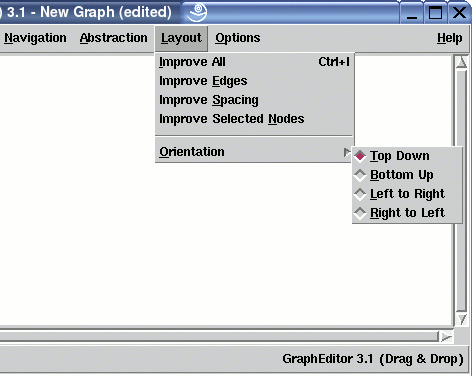 ) 3.1 - New Graph (edited)
Navigation Abstraction Layout Options Help
Improve All Ctrl+I
Improve Edges
Improve Spacing
Improve Selected Nodes
Orientation
Top Down
Bottom Up
Left to Right
Right to Left
GraphEditor 3.1 (Drag & Drop)